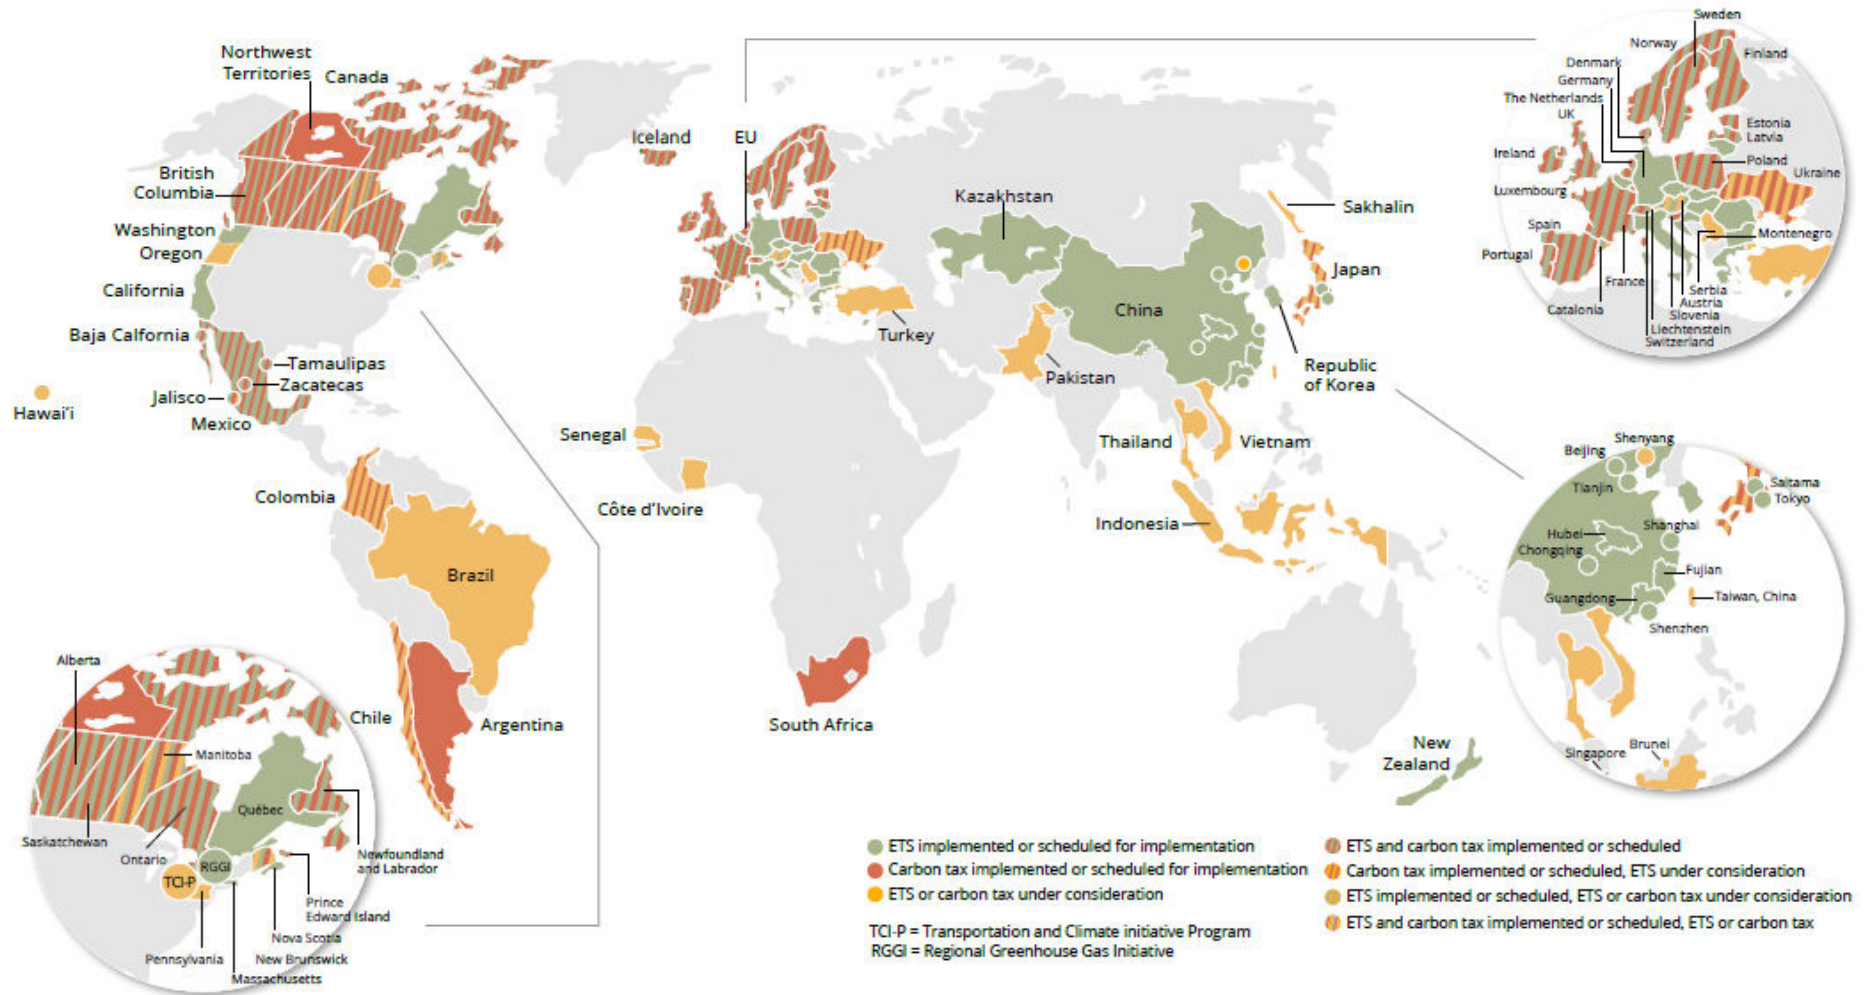 Northwest
Territories
Canada
British
Columbia
Washington
Oregon
California
Baja Calfornia
Tamaulipas
Zacatecas
Jalisco
Mexico
Hawai'i
Colombia
Brazil
Chile
Argentina
Iceland
EU
Kazakhstan
Sakhalin
Japan
China
Turkey
Pakistan
Republic
of Korea
Senegal
Côte d'Ivoire
Thailand
Vietnam
Indonesia
South Africa
New
Zealand
Sweden
Norway
Finland
Denmark
Germany
The Netherlands
UK
Estonia
Latvia
Ireland
Poland
Ukraine
Luxembourg
Spain
Montenegro
Portugal
France
Serbia
Catalonia
Austria
Slovenia
Liechtenstein
Switzerland
Shenyang
Beijing
Tianjin
Saitama
Tokyo
Shanghai
Hubei
Chongqing
Fujian
Guangdong
Taiwan, China
Shenzhen
Singapore
Brunei
Alberta
Manitoba
Québec
Saskatchewan
Ontario
RGGI
TCI-P
Newfoundland
and Labrador
Prince
Edward Island
Nova Scotia
New Brunswick
Pennsylvania
Massachusetts
ETS implemented or scheduled for implementation
Carbon tax implemented or scheduled for implementation
ETS or carbon tax under consideration
TCI-P = Transportation and Climate initiative Program
RGGI = Regional Greenhouse Gas Initiative
ETS and carbon tax implemented or scheduled
Carbon tax implemented or scheduled, ETS under consideration
ETS implemented or scheduled, ETS or carbon tax under consideration
ETS and carbon tax implemented or scheduled, ETS or carbon tax